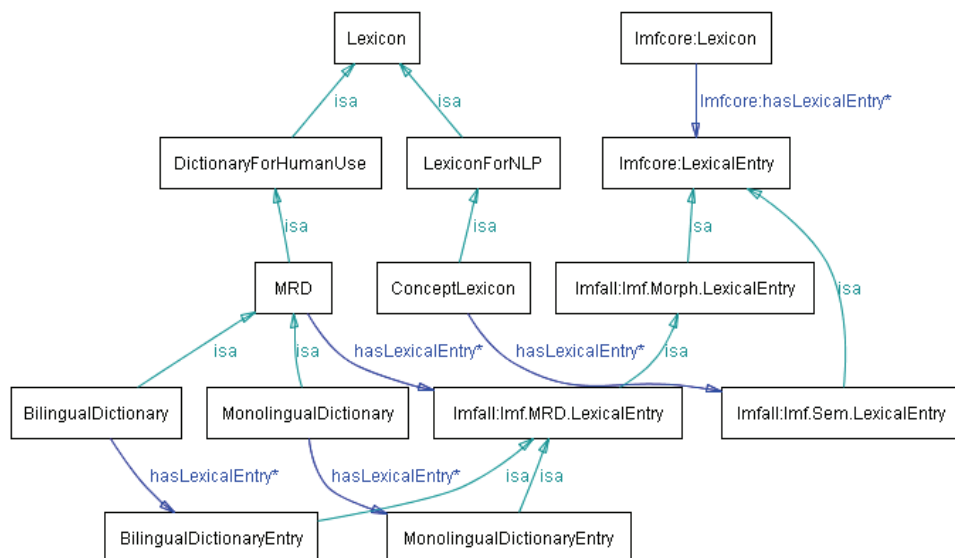 Lexicon
lmfcore:Lexicon
isa
isa
lmfcore:hasLexicalEntry*
DictionaryForHumanUse
LexiconForNLP
lmfcore:LexicalEntry
isa
isa
isa
MRD
ConceptLexicon
lmfall:lmf.Morph.LexicalEntry
isa
isa
isa
hasLexicalEntry*
hasLexicalEntry*
isa
BilingualDictionary
MonolingualDictionary
lmfall:lmf.MRD.LexicalEntry
lmfall:lmf.Sem.LexicalEntry
hasLexicalEntry*
hasLexicalEntry*
isa
isa
BilingualDictionaryEntry
MonolingualDictionaryEntry